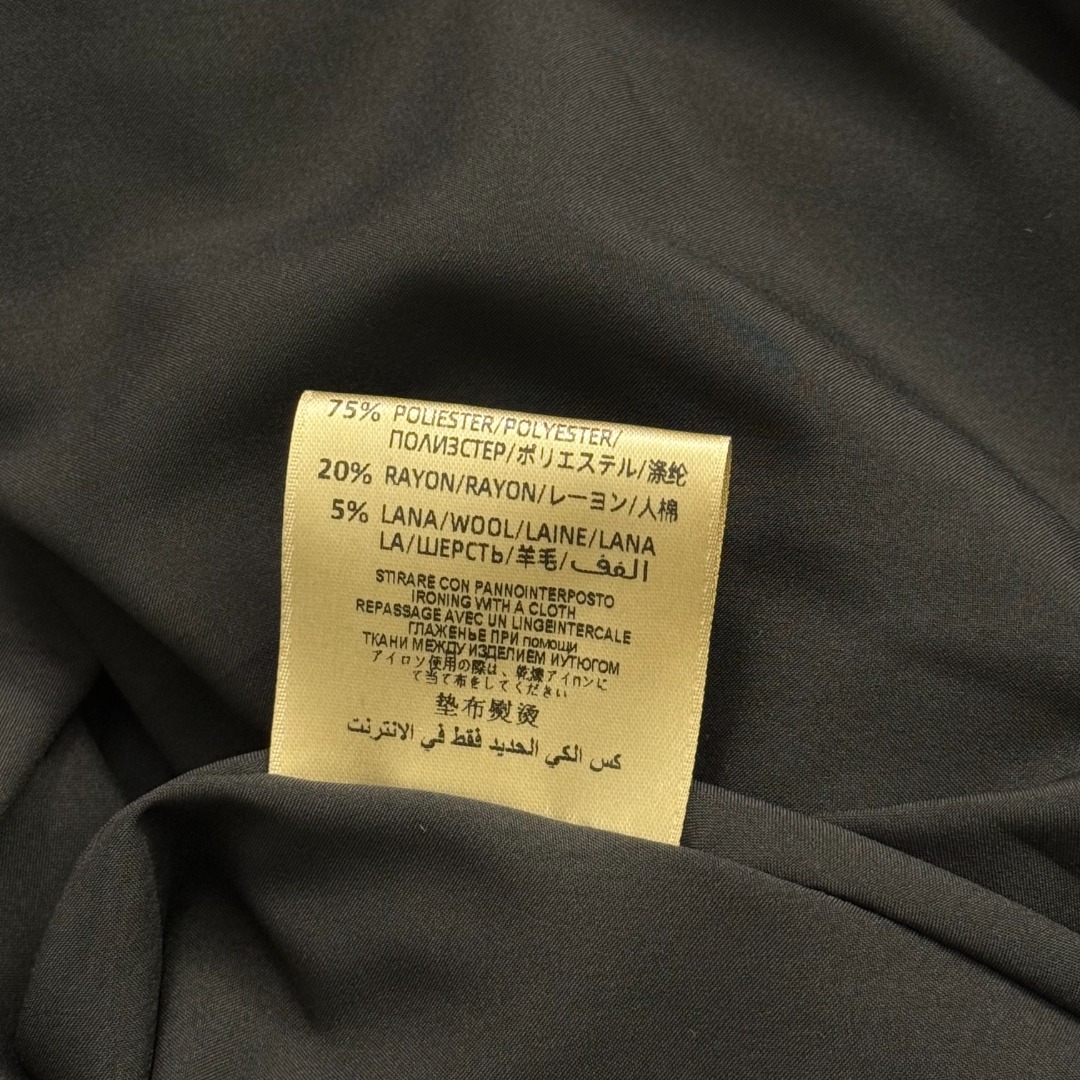 75% POLIESTER/POLYESTER/
ПОЛИЗСТЕР/ポリエステル/涤纶
20% RAYON/RAYON/レーヨン/人棉
5% LANA/WOOL/LAINE/LANA
LA/ШЕРСТЬ/羊毛/الفف
STIRARE CON PANNOINTERPOSTO
IRONING WITH A CLOTH
REPASSAGE AVEC UN LINGEINTERCALE
ГЛАЖЕНЬЕ ПРИ помощи
ТКАНИ МЕЖДУ ИЗДЕЛИЕМ ИУТЮГОМ
アイロン使用の際は、乾燥アイロンに
て当て布をしてください
垫布熨烫
كس الكي الحديد فقط في الانترنت